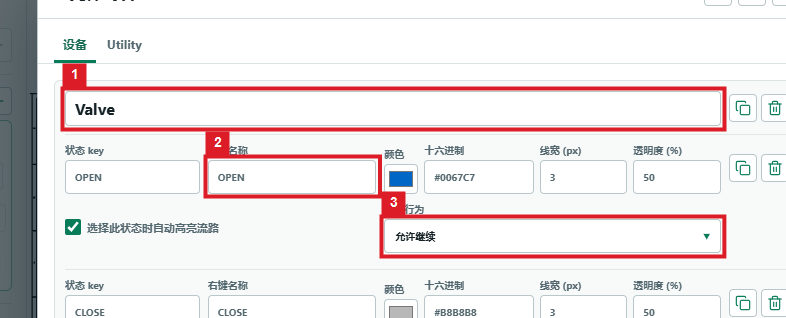 设备 Utility
1
Valve
2
状态 key 名称 颜色 十六进制 线宽 (px) 透明度 (%)
OPEN OPEN #0067C7 3 50
3
选择此状态时自动高亮流路 行为
允许继续
状态 key 右键名称 颜色 十六进制 线宽 (px) 透明度 (%)
CLOSE CLOSE #B8B8B8 3 50